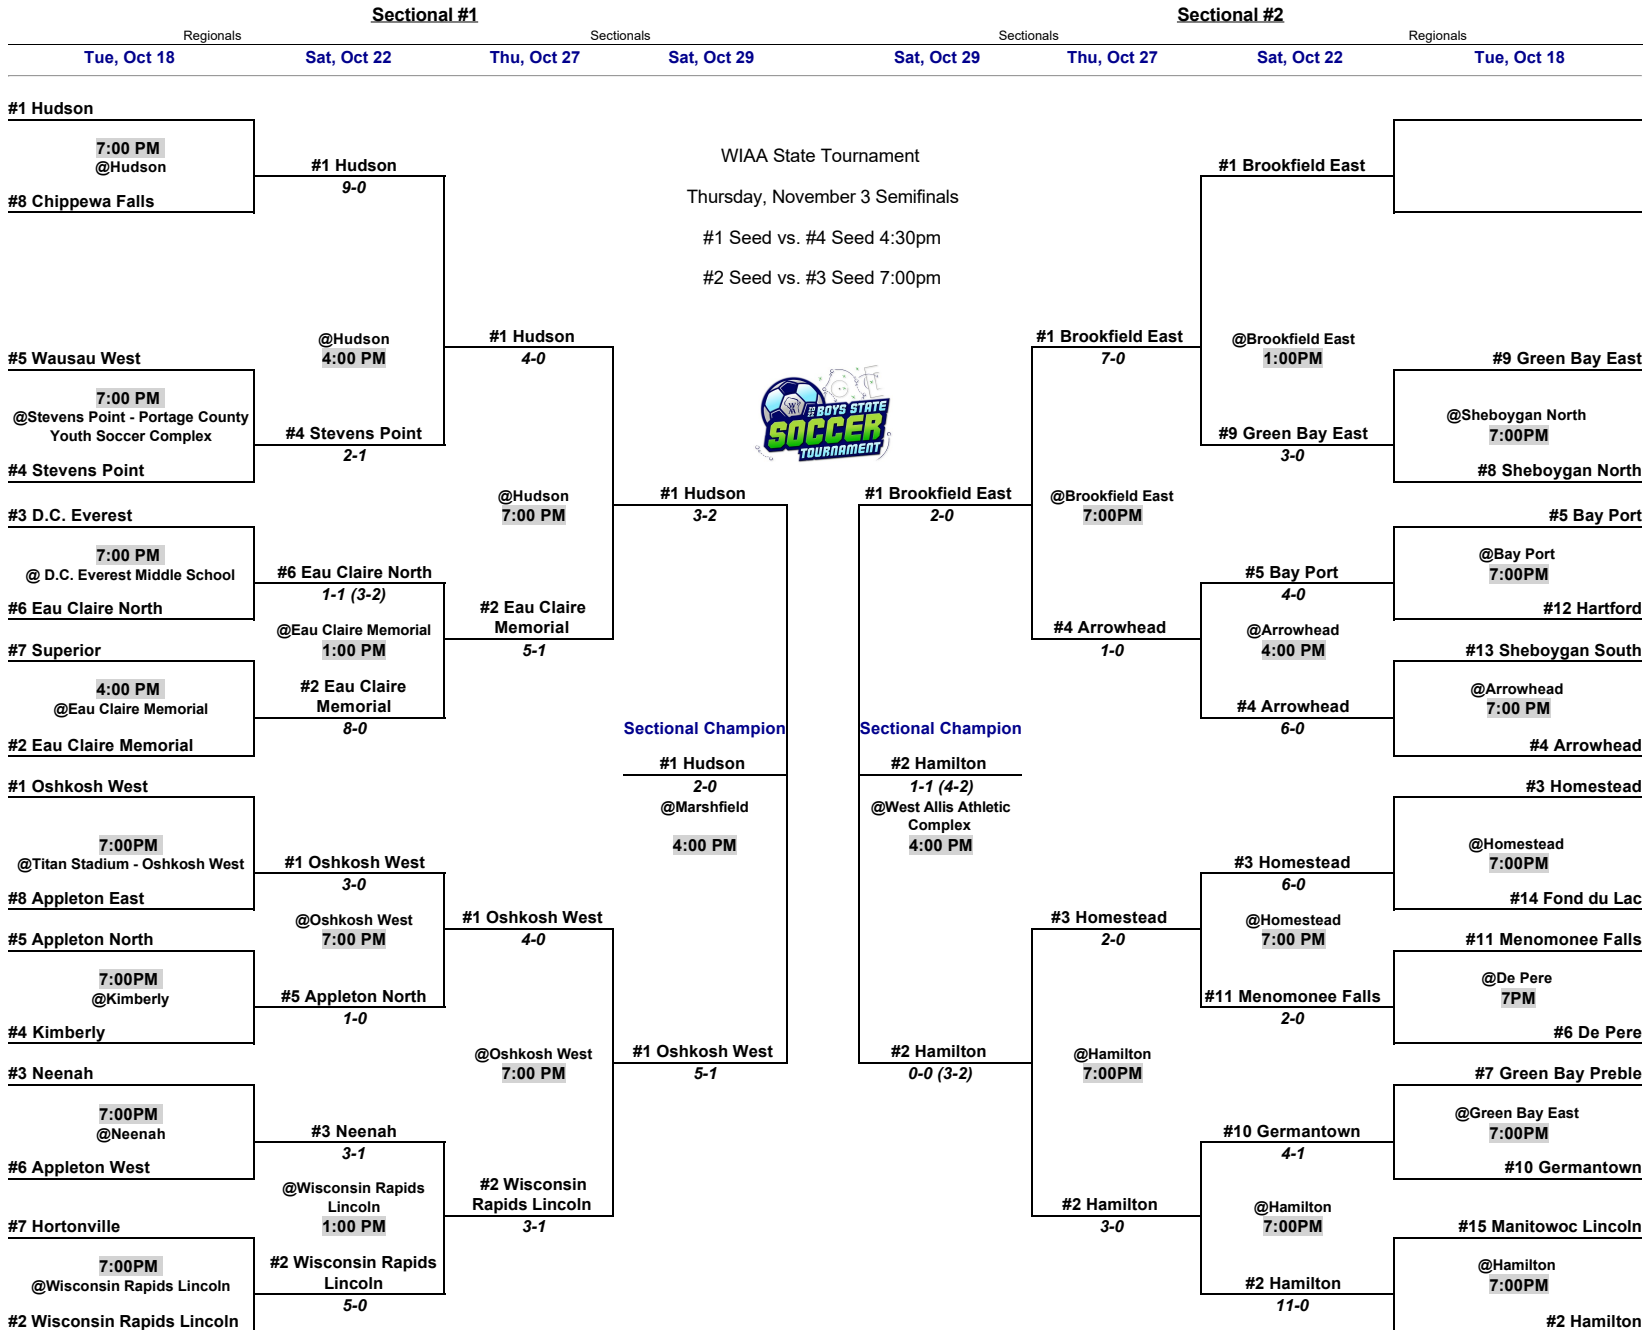 Sectional #1
Sectional #2
Regionals
Sectionals
Sectionals
Regionals
Tue, Oct 18
Sat, Oct 22
Thu, Oct 27
Sat, Oct 29
Sat, Oct 29
Thu, Oct 27
Sat, Oct 22
Tue, Oct 18
#1 Hudson
7:00 PM
@Hudson
#8 Chippewa Falls
#5 Wausau West
7:00 PM
@Stevens Point - Portage County
Youth Soccer Complex
#4 Stevens Point
#3 D.C. Everest
7:00 PM
@ D.C. Everest Middle School
#6 Eau Claire North
#7 Superior
4:00 PM
@Eau Claire Memorial
#2 Eau Claire Memorial
#1 Oshkosh West
7:00PM
@Titan Stadium - Oshkosh West
#8 Appleton East
#5 Appleton North
7:00PM
@Kimberly
#4 Kimberly
#3 Neenah
7:00PM
@Neenah
#6 Appleton West
#7 Hortonville
7:00PM
@Wisconsin Rapids Lincoln
#2 Wisconsin Rapids Lincoln
#1 Hudson
9-0
@Hudson
4:00 PM
#4 Stevens Point
2-1
#6 Eau Claire North
1-1 (3-2)
@Eau Claire Memorial
1:00 PM
#2 Eau Claire
Memorial
8-0
#1 Oshkosh West
3-0
@Oshkosh West
7:00 PM
#5 Appleton North
1-0
#3 Neenah
3-1
@Wisconsin Rapids
Lincoln
1:00 PM
#2 Wisconsin Rapids
Lincoln
5-0
#1 Hudson
4-0
@Hudson
7:00 PM
#2 Eau Claire
Memorial
5-1
#1 Oshkosh West
4-0
@Oshkosh West
7:00 PM
#2 Wisconsin
Rapids Lincoln
3-1
WIAA State Tournament
Thursday, November 3 Semifinals
#1 Seed vs. #4 Seed 4:30pm
#2 Seed vs. #3 Seed 7:00pm
BOYS STATE
SOCCER
TOURNAMENT
#1 Hudson
3-2
Sectional Champion
#1 Hudson
2-0
@Marshfield
4:00 PM
#1 Oshkosh West
5-1
#1 Brookfield East
2-0
Sectional Champion
#2 Hamilton
1-1 (4-2)
@West Allis Athletic
Complex
4:00 PM
#2 Hamilton
0-0 (3-2)
#1 Brookfield East
7-0
@Brookfield East
7:00PM
#4 Arrowhead
1-0
#3 Homestead
2-0
@Hamilton
7:00PM
#2 Hamilton
3-0
#1 Brookfield East
@Brookfield East
1:00PM
#9 Green Bay East
3-0
#5 Bay Port
4-0
@Arrowhead
4:00 PM
#4 Arrowhead
6-0
#3 Homestead
6-0
@Homestead
7:00 PM
#11 Menomonee Falls
2-0
#10 Germantown
4-1
@Hamilton
7:00PM
#2 Hamilton
11-0
#9 Green Bay East
@Sheboygan North
7:00PM
#8 Sheboygan North
#5 Bay Port
@Bay Port
7:00PM
#12 Hartford
#13 Sheboygan South
@Arrowhead
7:00 PM
#4 Arrowhead
#3 Homestead
@Homestead
7:00PM
#14 Fond du Lac
#11 Menomonee Falls
@De Pere
7PM
#6 De Pere
#7 Green Bay Preble
@Green Bay East
7:00PM
#10 Germantown
#15 Manitowoc Lincoln
@Hamilton
7:00PM
#2 Hamilton